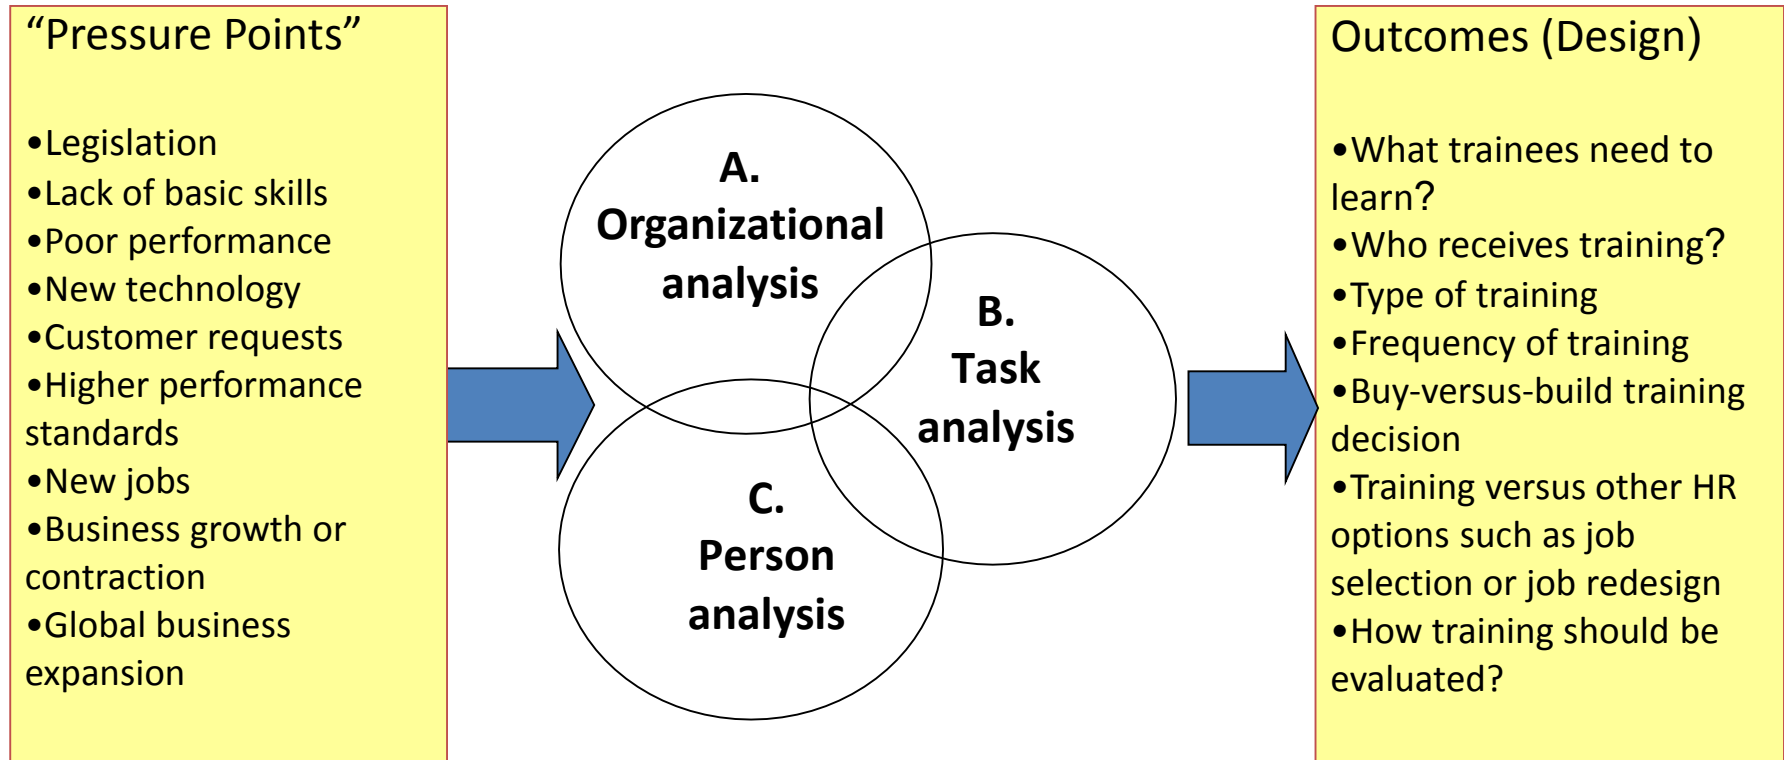 “Pressure Points”
•Legislation
•Lack of basic skills
•Poor performance
•New technology
•Customer requests
•Higher performance
standards
•New jobs
•Business growth or
contraction
•Global business
expansion
A.
Organizational
analysis
B.
Task
analysis
C.
Person
analysis
Outcomes (Design)
•What trainees need to
learn?
•Who receives training?
•Type of training
•Frequency of training
•Buy-versus-build training
decision
•Training versus other HR
options such as job
selection or job redesign
•How training should be
evaluated?